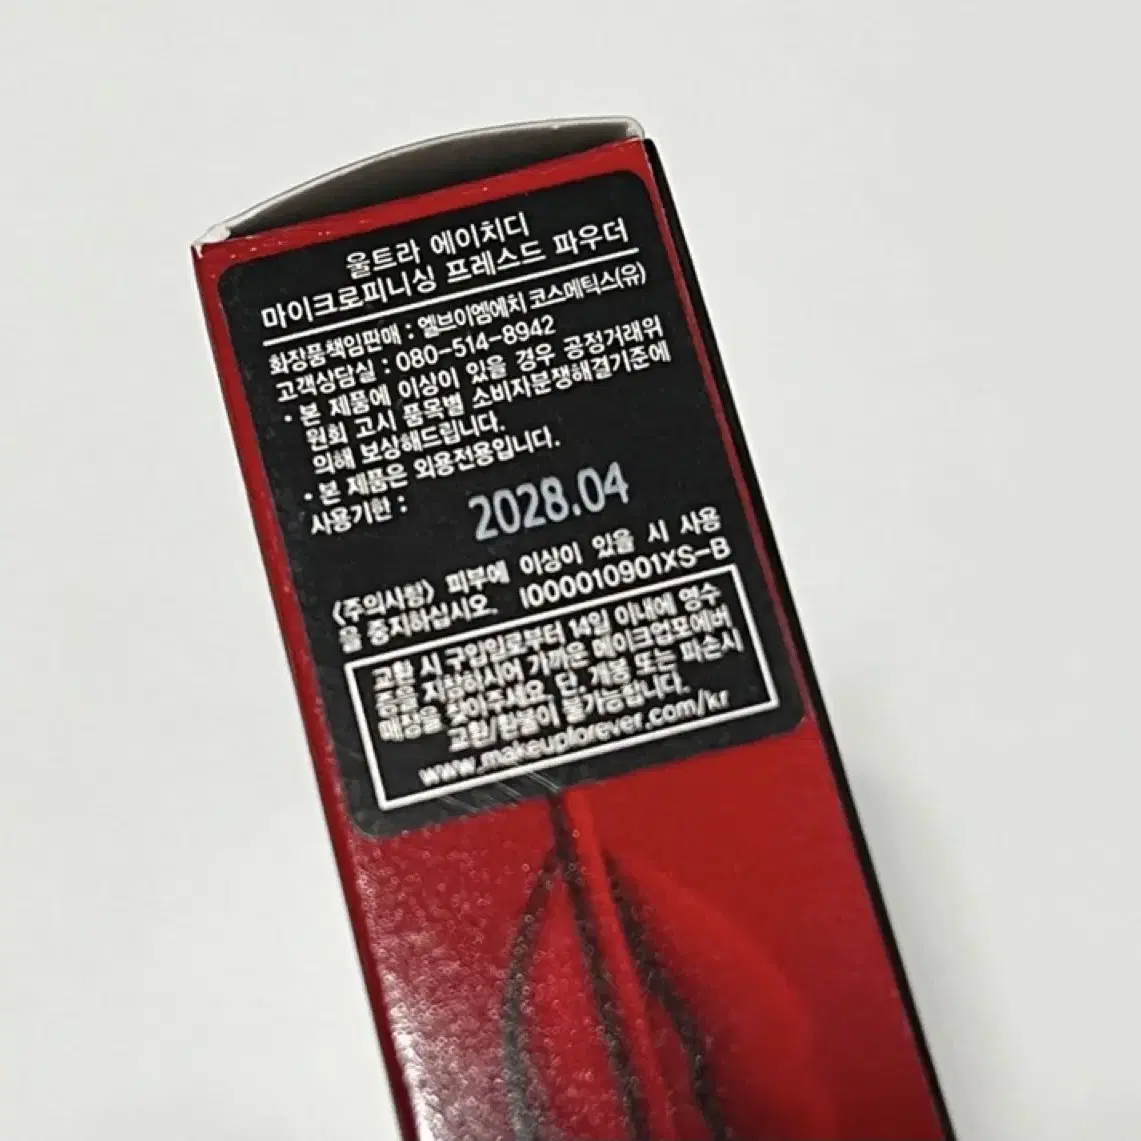 울트라 에이치디
마이크로피니싱 프레스드 파우더
화장품책임판매 : 엘브이엠에치코스메틱스(유)
고객상담실 : 080-514-8942
• 본 제품에 이상이 있을 경우 공정거래위
원회 고시 품목별 소비자분쟁해결기준에
의해 보상해드립니다.
• 본 제품은 외용전용입니다.
사용기한 : 2028.04
〈주의사항〉 피부에 이상이 있을 시 사용
을 중지하십시오. I000010901XS-B
교환 시 구입일로부터 14일 이내에 영수
증을 지참하시어 가까운 메이크업포에버
매장을 찾아주세요. 단, 개봉 또는 파손시
교환/환불이 불가능합니다.
www.makeupforever.com/kr